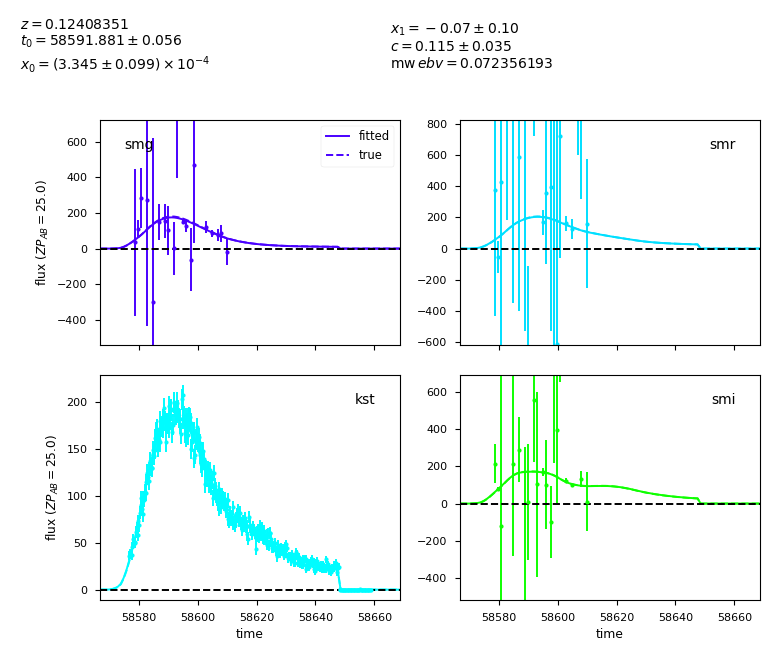 z = 0.12408351
t₀ = 58591.881 ± 0.056
x₀ = (3.345 ± 0.099) × 10⁻⁴
x₁ = −0.07 ± 0.10
c = 0.115 ± 0.035
mw ebv = 0.072356193
smg
fitted
true
600
400
200
0
−200
−400
flux (ZP_AB = 25.0)
smr
800
600
400
200
0
−200
−400
−600
kst
200
150
100
50
0
flux (ZP_AB = 25.0)
58580 58600 58620 58640 58660
time
smi
600
400
200
0
−200
−400
58580 58600 58620 58640 58660
time